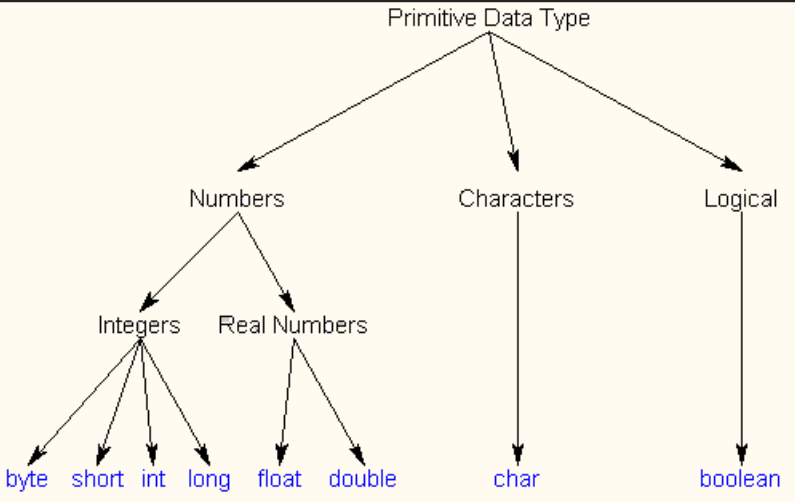 Primitive Data Type
Numbers Characters Logical
Integers Real Numbers
byte short int long float double char boolean